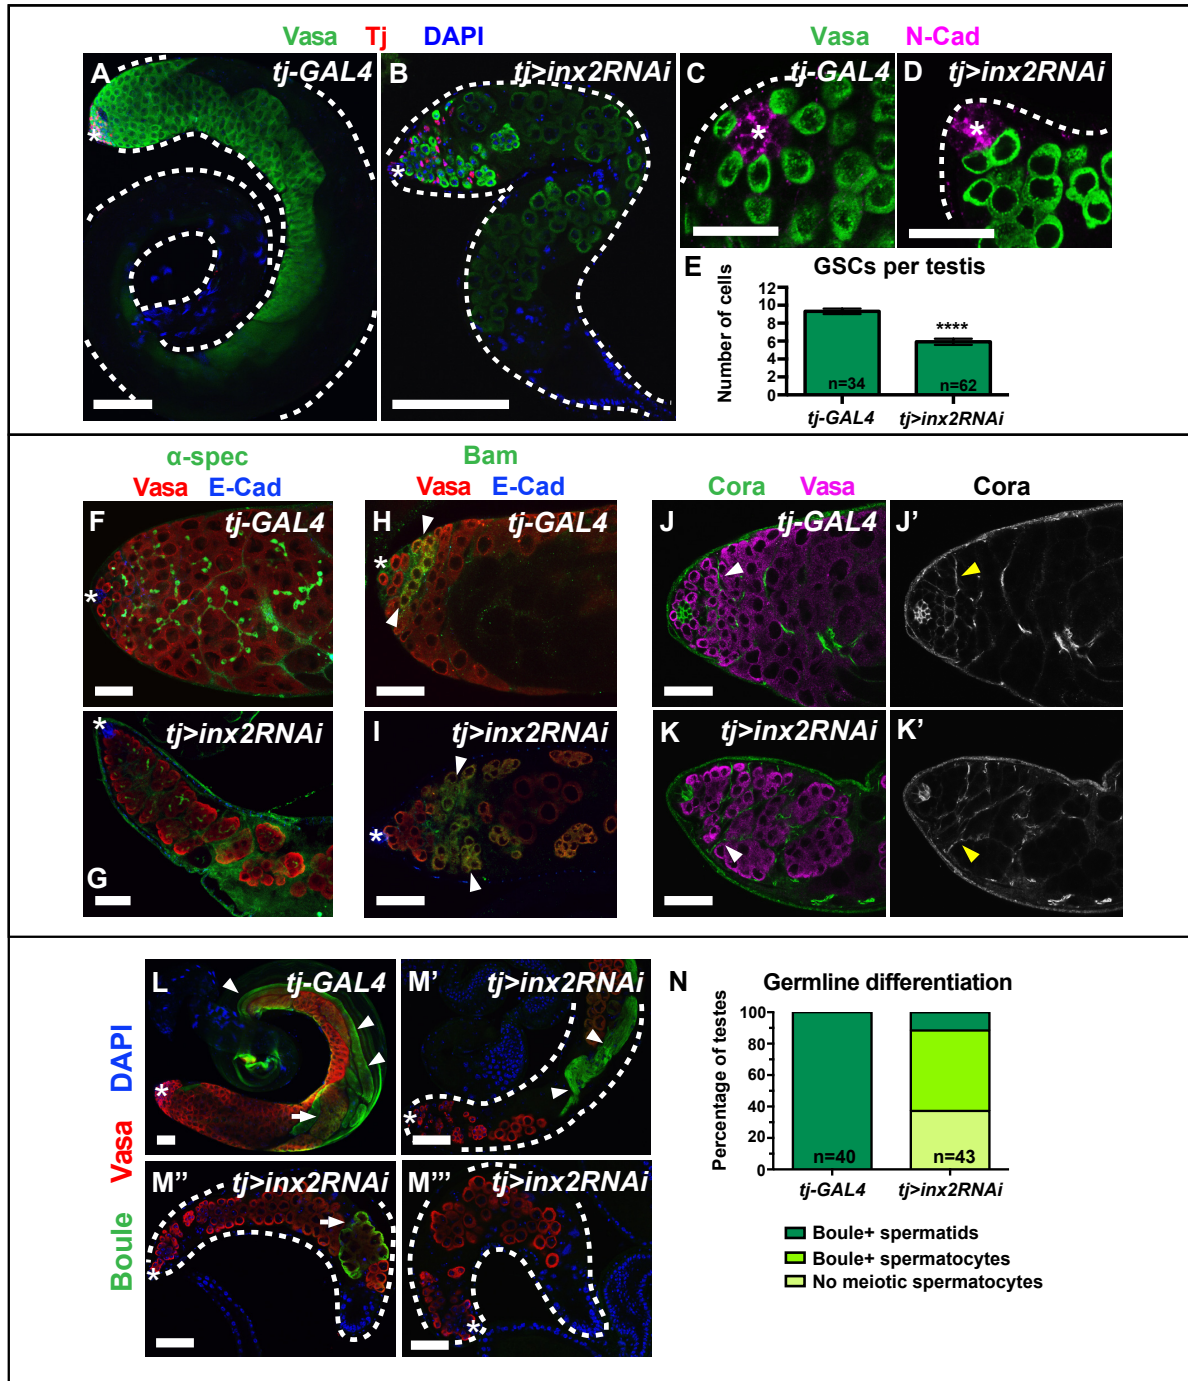 Vasa Tj DAPI
Vasa N-Cad
A tj-GAL4
B tj>inx2RNAi
C tj-GAL4
D tj>inx2RNAi
*
*
*
*
E GSCs per testis
Number of cells
12
10
8
6
4
2
0
****
n=34
n=62
tj-GAL4
tj>inx2RNAi
α-spec
Vasa E-Cad
Bam
Vasa E-Cad
Cora Vasa
Cora
F tj-GAL4
*
H tj-GAL4
*
J tj-GAL4
J’
G tj>inx2RNAi
*
I tj>inx2RNAi
*
K tj>inx2RNAi
K’
Boule Vasa DAPI
L tj-GAL4
*
M’ tj>inx2RNAi
*
M’’ tj>inx2RNAi
*
M’’’ tj>inx2RNAi
*
N Germline differentiation
Percentage of testes
100
80
60
40
20
0
n=40
n=43
tj-GAL4
tj>inx2RNAi
Boule+ spermatids
Boule+ spermatocytes
No meiotic spermatocytes